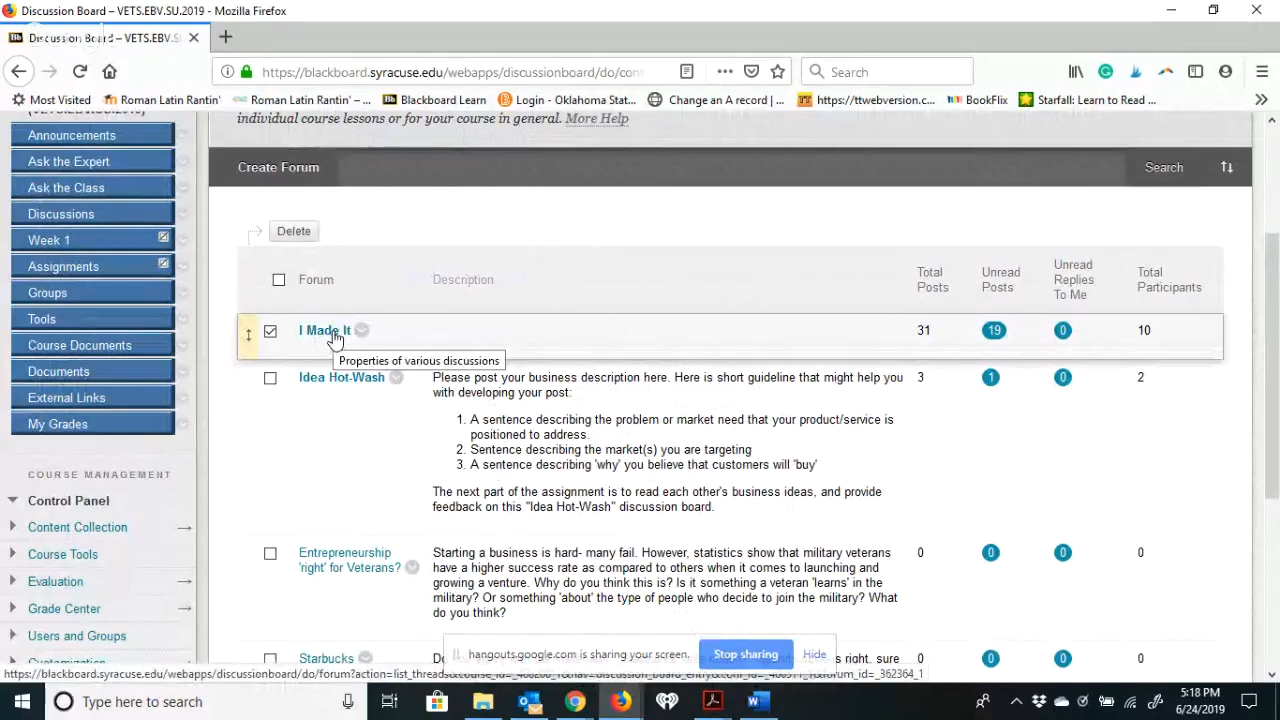 Discussion Board – VETS.EBV.SU.2019 - Mozilla Firefox
Bb Discussion Board – VETS.EBV.S
https://blackboard.syracuse.edu/webapps/discussionboard/do/con
Search
Most Visited
Roman Latin Rantin'
Roman Latin Rantin' – ...
Blackboard Learn
Login - Oklahoma Stat...
Change an A record | ...
https://ttwebversion.c...
BookFlix
Starfall: Learn to Read ...
Announcements
Ask the Expert
Ask the Class
Discussions
Week 1
Assignments
Groups
Tools
Course Documents
Documents
External Links
My Grades
COURSE MANAGEMENT
Control Panel
Content Collection
Course Tools
Evaluation
Grade Center
Users and Groups
Customization
individual course lessons or for your course in general. More Help
Create Forum
Search
Delete
Forum
Description
Total
Posts
Unread
Posts
Unread
Replies
To Me
Total
Participants
I Made It
31
19
0
10
Properties of various discussions
Idea Hot-Wash
Please post your business description here. Here is short guideline that might help you
with developing your post:
3
1
0
2
1. A sentence describing the problem or market need that your product/service is
positioned to address.
2. Sentence describing the market(s) you are targeting
3. A sentence describing 'why' you believe that customers will 'buy'
The next part of the assignment is to read each other's business ideas, and provide
feedback on this "Idea Hot-Wash" discussion board.
Entrepreneurship
'right' for Veterans?
Starting a business is hard- many fail. However, statistics show that military veterans
have a higher success rate as compared to others when it comes to launching and
growing a venture. Why do you think this is? Is it something a veteran 'learns' in the
military? Or something 'about' the type of people who decide to join the military? What
do you think?
0
0
0
0
Starbucks
Do
is right. sure
0
0
0
0
hangouts.google.com is sharing your screen.
Stop sharing
Hide
https://blackboard.syracuse.edu/webapps/discussionboard/do/forum?action=list_threads
Type here to search
5:18 PM
6/24/2019